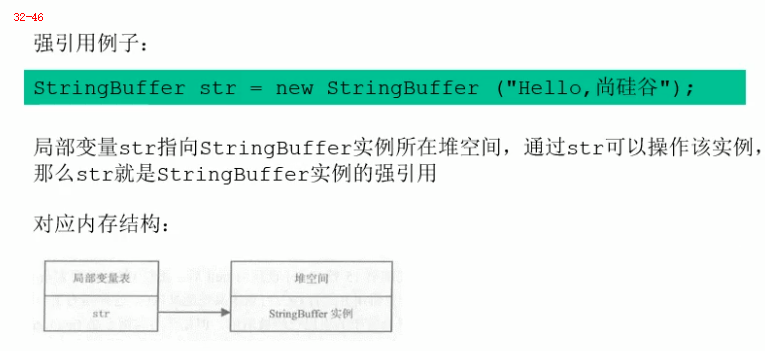 32-46
强引用例子：
StringBuffer str = new StringBuffer ("Hello,尚硅谷");
局部变量str指向StringBuffer实例所在堆空间，通过str可以操作该实例，
那么str就是StringBuffer实例的强引用
对应内存结构：
局部变量表
堆空间
str
StringBuffer 实例